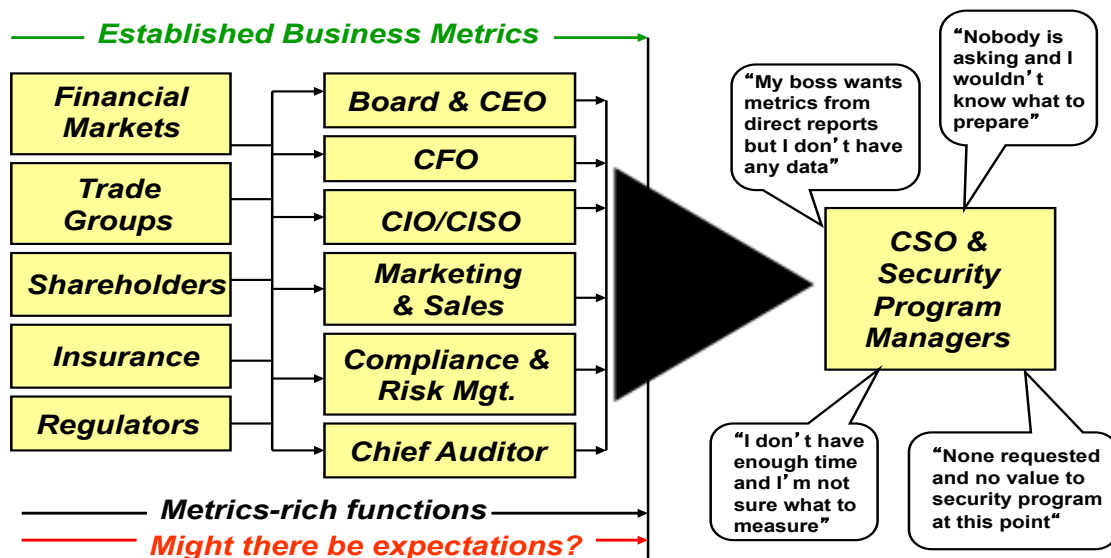 Established Business Metrics
Financial
Markets
Trade
Groups
Shareholders
Insurance
Regulators
Board & CEO
CFO
CIO/CISO
Marketing
& Sales
Compliance &
Risk Mgt.
Chief Auditor
“My boss wants
metrics from
direct reports
but I don’t have
any data”
“Nobody is
asking and I
wouldn’t
know what to
prepare”
CSO &
Security
Program
Managers
“I don’t have
enough time
and I’m not
sure what to
measure”
“None requested
and no value to
security program
at this point“
Metrics-rich functions
Might there be expectations?